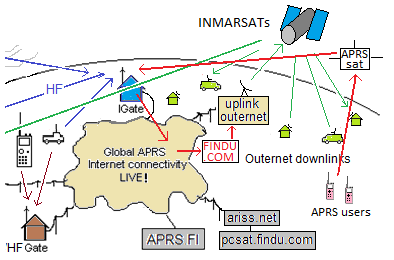 INMARSATs
APRS
sat
HF
IGate
uplink
outernet
Global APRS
Internet connectivity
LIVE!
FINDU
COM
Outernet downlinks
HF Gate
APRS FI
ariss.net
pcsat.findu.com
APRS users